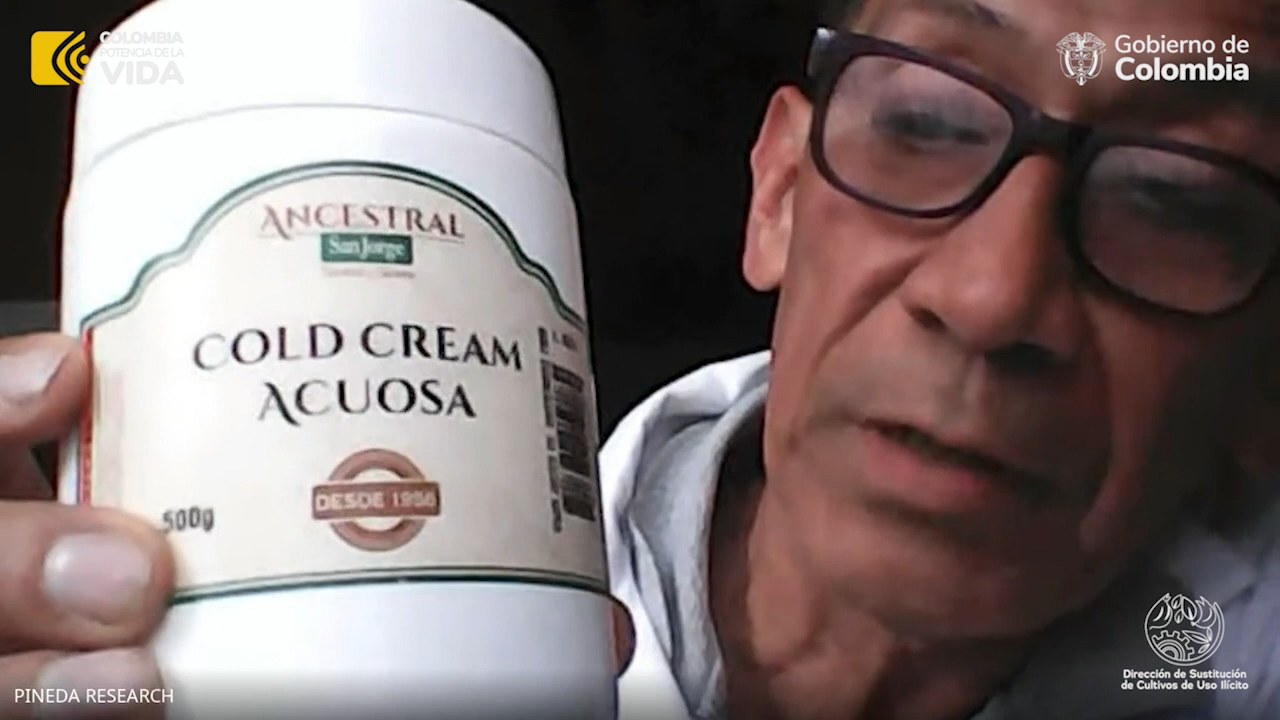 COLOMBIA
POTENCIA DE LA
VIDA
Gobierno de
Colombia
ANCESTRAL
San Jorge
COLD CREAM
ACUOSA
DESDE 1956
500g
Dirección de Sustitución
de Cultivos de Uso Ilícito
PINEDA RESEARCH